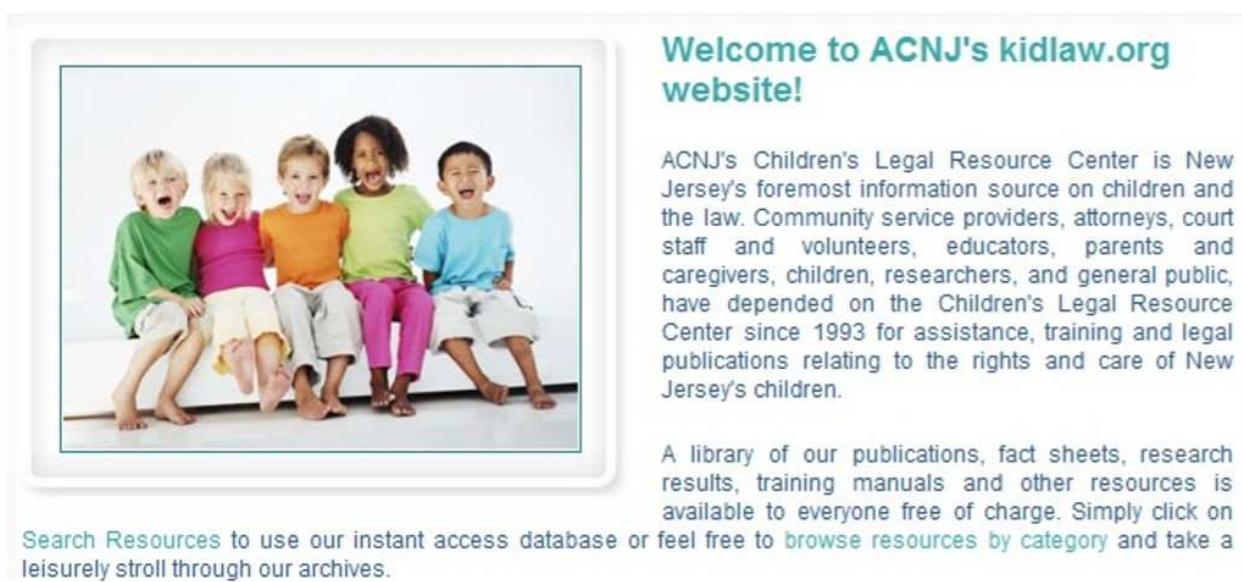 Welcome to ACNJ's kidlaw.org
website!
ACNJ's Children's Legal Resource Center is New
Jersey's foremost information source on children and
the law. Community service providers, attorneys, court
staff and volunteers, educators, parents and
caregivers, children, researchers, and general public,
have depended on the Children's Legal Resource
Center since 1993 for assistance, training and legal
publications relating to the rights and care of New
Jersey's children.
A library of our publications, fact sheets, research
results, training manuals and other resources is
available to everyone free of charge. Simply click on
Search Resources to use our instant access database or feel free to browse resources by category and take a
leisurely stroll through our archives.